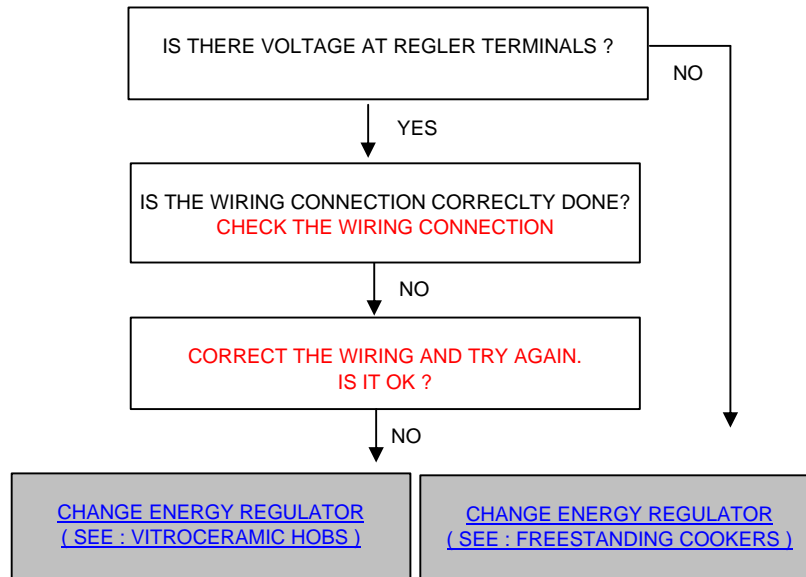 IS THERE VOLTAGE AT REGLER TERMINALS ?
NO
YES
IS THE WIRING CONNECTION CORRECLTY DONE?
CHECK THE WIRING CONNECTION
NO
CORRECT THE WIRING AND TRY AGAIN.
IS IT OK ?
NO
CHANGE ENERGY REGULATOR
( SEE : VITROCERAMIC HOBS )
CHANGE ENERGY REGULATOR
( SEE : FREESTANDING COOKERS )